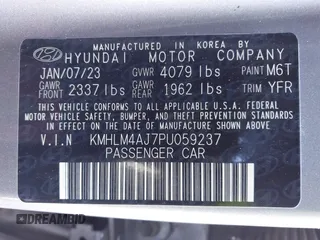 MANUFACTURED IN KOREA BY
HYUNDAI MOTOR COMPANY
JAN/07/23 GVWR 4079 lbs PAINT M6T
GAWR FRONT 2337 lbs GAWR REAR 1962 lbs TRIM YFR
THIS VEHICLE CONFORMS TO ALL APPLICABLE U.S.A. FEDERAL
MOTOR VEHICLE SAFETY, BUMPER, AND THEFT PREVENTION
STANDARDS IN EFFECT ON THE DATE OF MANUFACTURE SHOWN ABOVE.
V.I.N KMHLM4AJ7PU059237
PASSENGER CAR
DREAMBID